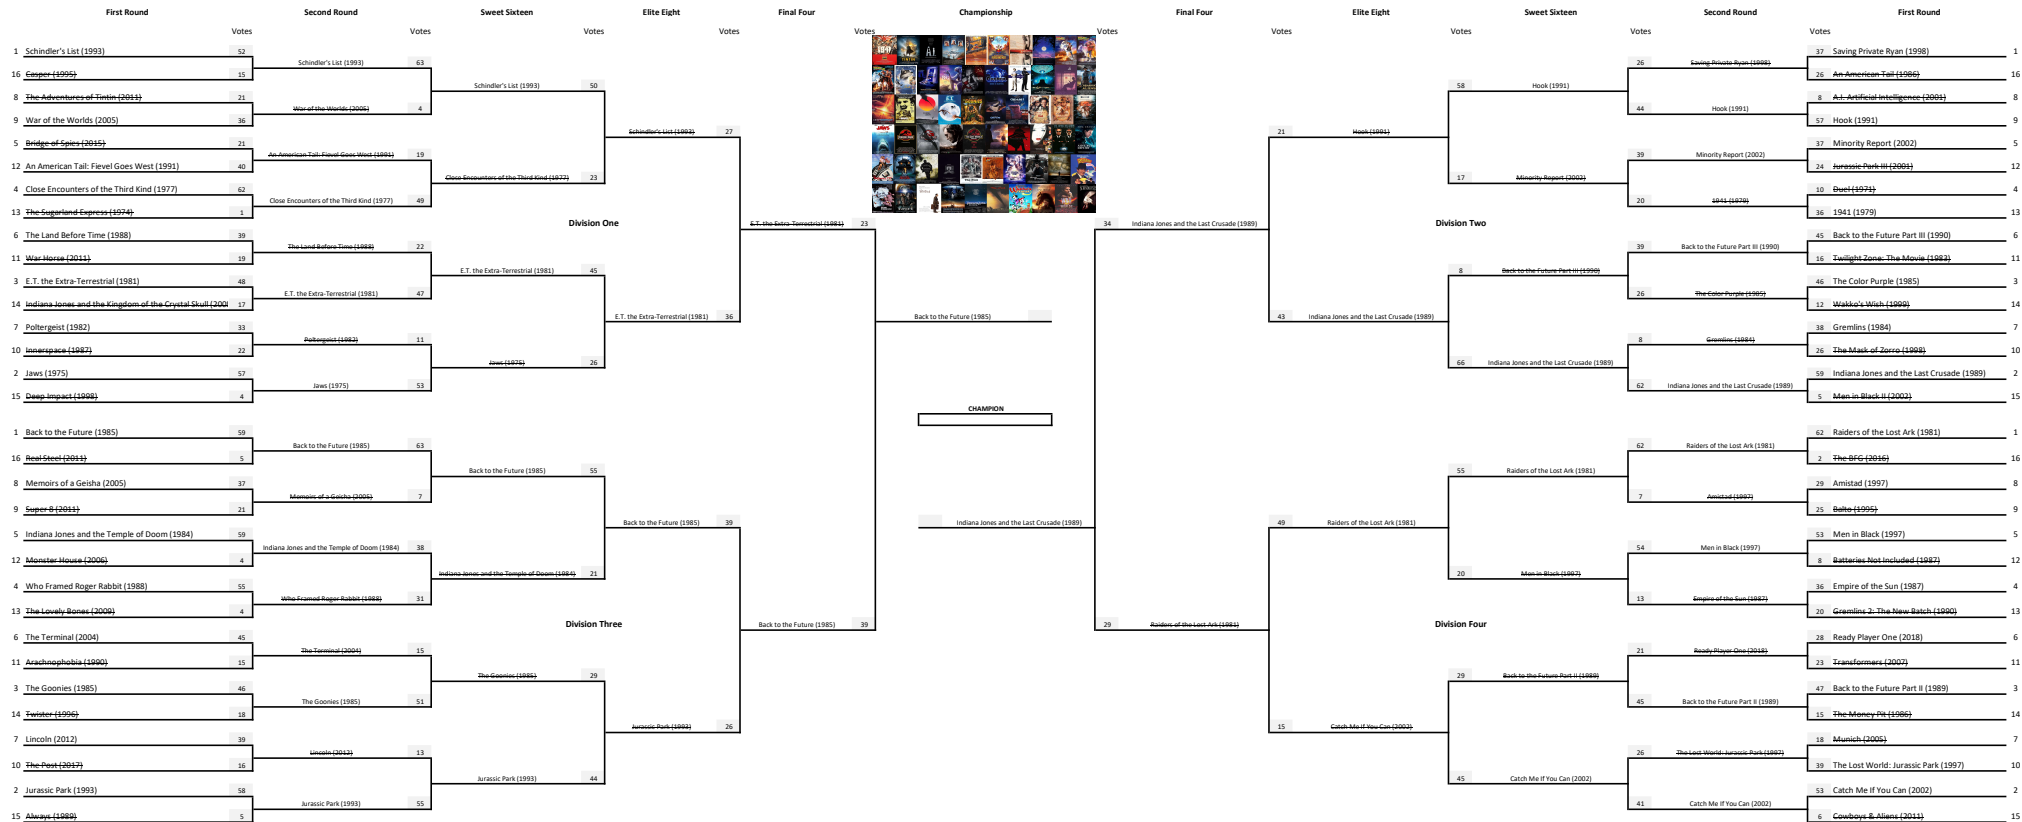 First Round Second Round Sweet Sixteen Elite Eight Final Four Championship Final Four Elite Eight Sweet Sixteen Second Round First Round
Votes Votes Votes Votes Votes Votes Votes Votes Votes Votes
1 Schindler's List (1993) 52
16 Casper (1995) 15
8 The Adventures of Tintin (2011) 21
9 War of the Worlds (2005) 36
5 Bridge of Spies (2015) 21
12 An American Tail: Fievel Goes West (1991) 40
4 Close Encounters of the Third Kind (1977) 62
13 The Sugarland Express (1974) 1
6 The Land Before Time (1988) 39
11 War Horse (2011) 19
3 E.T. the Extra-Terrestrial (1981) 48
14 Indiana Jones and the Kingdom of the Crystal Skull (200 17
7 Poltergeist (1982) 33
10 Innerspace (1987) 22
2 Jaws (1975) 57
15 Deep Impact (1998) 4
Schindler's List (1993) 63
War of the Worlds (2005) 4
An American Tail: Fievel Goes West (1991) 19
Close Encounters of the Third Kind (1977) 49
The Land Before Time (1988) 22
E.T. the Extra-Terrestrial (1981) 47
Poltergeist (1982) 11
Jaws (1975) 53
Schindler's List (1993) 50
Close Encounters of the Third Kind (1977) 23
E.T. the Extra-Terrestrial (1981) 45
Jaws (1975) 26
Schindler's List (1993) 27
E.T. the Extra-Terrestrial (1981) 36
Division One
E.T. the Extra-Terrestrial (1981) 23
1 Back to the Future (1985) 59
16 Real Steel (2011) 5
8 Memoirs of a Geisha (2005) 37
9 Super 8 (2011) 21
5 Indiana Jones and the Temple of Doom (1984) 59
12 Monster House (2006) 4
4 Who Framed Roger Rabbit (1988) 55
13 The Lovely Bones (2009) 4
6 The Terminal (2004) 45
11 Arachnophobia (1990) 15
3 The Goonies (1985) 46
14 Twister (1996) 18
7 Lincoln (2012) 39
10 The Post (2017) 16
2 Jurassic Park (1993) 58
15 Always (1989) 5
Back to the Future (1985) 63
Memoirs of a Geisha (2005) 7
Indiana Jones and the Temple of Doom (1984) 38
Who Framed Roger Rabbit (1988) 31
The Terminal (2004) 15
The Goonies (1985) 51
Lincoln (2012) 13
Jurassic Park (1993) 55
Back to the Future (1985) 55
Indiana Jones and the Temple of Doom (1984) 21
The Goonies (1985) 29
Jurassic Park (1993) 44
Back to the Future (1985) 39
Jurassic Park (1993) 26
Division Three
Back to the Future (1985) 39
Back to the Future (1985)
CHAMPION
Indiana Jones and the Last Crusade (1989)
34 Indiana Jones and the Last Crusade (1989)
29 Raiders of the Lost Ark (1981)
Division Two
21 Hook (1991)
43 Indiana Jones and the Last Crusade (1989)
58 Hook (1991)
17 Minority Report (2002)
8 Back to the Future Part III (1990)
66 Indiana Jones and the Last Crusade (1989)
26 Saving Private Ryan (1998)
44 Hook (1991)
39 Minority Report (2002)
20 1941 (1979)
39 Back to the Future Part III (1990)
26 The Color Purple (1985)
8 Gremlins (1984)
62 Indiana Jones and the Last Crusade (1989)
37 Saving Private Ryan (1998) 1
26 An American Tail (1986) 16
8 A.I. Artificial Intelligence (2001) 8
57 Hook (1991) 9
37 Minority Report (2002) 5
24 Jurassic Park III (2001) 12
10 Duel (1971) 4
36 1941 (1979) 13
45 Back to the Future Part III (1990) 6
16 Twilight Zone: The Movie (1983) 11
46 The Color Purple (1985) 3
12 Wakko's Wish (1999) 14
38 Gremlins (1984) 7
26 The Mask of Zorro (1998) 10
59 Indiana Jones and the Last Crusade (1989) 2
5 Men in Black II (2002) 15
Division Four
49 Raiders of the Lost Ark (1981)
15 Catch Me If You Can (2002)
55 Raiders of the Lost Ark (1981)
20 Men in Black (1997)
29 Back to the Future Part II (1989)
45 Catch Me If You Can (2002)
62 Raiders of the Lost Ark (1981)
7 Amistad (1997)
54 Men in Black (1997)
13 Empire of the Sun (1987)
21 Ready Player One (2018)
45 Back to the Future Part II (1989)
26 The Lost World: Jurassic Park (1997)
41 Catch Me If You Can (2002)
62 Raiders of the Lost Ark (1981) 1
2 The BFG (2016) 16
29 Amistad (1997) 8
25 Balto (1995) 9
53 Men in Black (1997) 5
8 Batteries Not Included (1987) 12
36 Empire of the Sun (1987) 4
20 Gremlins 2: The New Batch (1990) 13
28 Ready Player One (2018) 6
23 Transformers (2007) 11
47 Back to the Future Part II (1989) 3
15 The Money Pit (1986) 14
18 Munich (2005) 7
39 The Lost World: Jurassic Park (1997) 10
53 Catch Me If You Can (2002) 2
6 Cowboys & Aliens (2011) 15